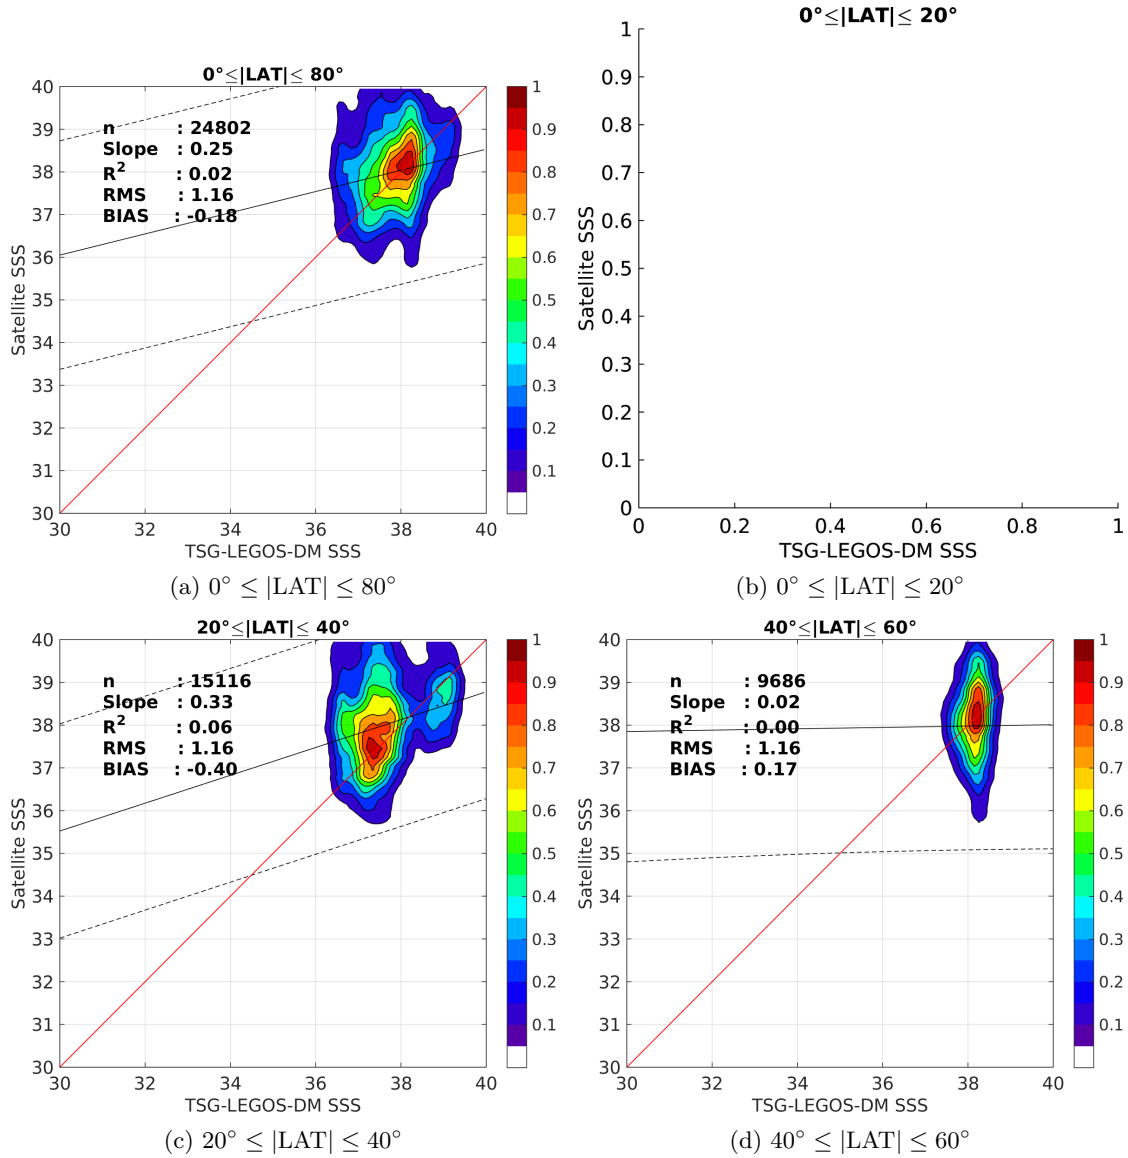 0°≤|LAT|≤ 80°
n : 24802
Slope : 0.25
R² : 0.02
RMS : 1.16
BIAS : -0.18
40
39
38
37
36
35
34
33
32
31
30
30 32 34 36 38 40
1
0.9
0.8
0.7
0.6
0.5
0.4
0.3
0.2
0.1
Satellite SSS
TSG-LEGOS-DM SSS
(a) 0° ≤ |LAT| ≤ 80°
0°≤|LAT|≤ 20°
1
0.9
0.8
0.7
0.6
0.5
0.4
0.3
0.2
0.1
0
0 0.2 0.4 0.6 0.8 1
Satellite SSS
TSG-LEGOS-DM SSS
(b) 0° ≤ |LAT| ≤ 20°
20°≤|LAT|≤ 40°
n : 15116
Slope : 0.33
R² : 0.06
RMS : 1.16
BIAS : -0.40
40
39
38
37
36
35
34
33
32
31
30
30 32 34 36 38 40
1
0.9
0.8
0.7
0.6
0.5
0.4
0.3
0.2
0.1
Satellite SSS
TSG-LEGOS-DM SSS
(c) 20° ≤ |LAT| ≤ 40°
40°≤|LAT|≤ 60°
n : 9686
Slope : 0.02
R² : 0.00
RMS : 1.16
BIAS : 0.17
40
39
38
37
36
35
34
33
32
31
30
30 32 34 36 38 40
1
0.9
0.8
0.7
0.6
0.5
0.4
0.3
0.2
0.1
Satellite SSS
TSG-LEGOS-DM SSS
(d) 40° ≤ |LAT| ≤ 60°